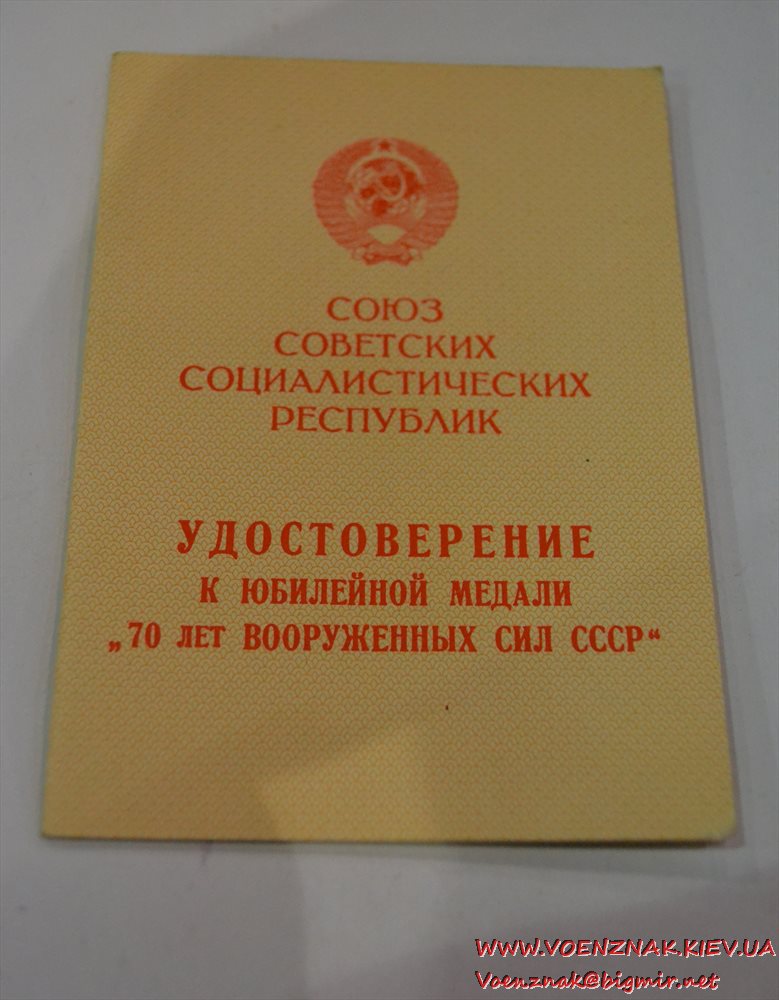 СОЮЗ
СОВЕТСКИХ
СОЦИАЛИСТИЧЕСКИХ
РЕСПУБЛИК
УДОСТОВЕРЕНИЕ
К ЮБИЛЕЙНОЙ МЕДАЛИ
„70 ЛЕТ ВООРУЖЕННЫХ СИЛ СССР“
WWW.VOENZNAK.KIEV.UA
Voenznak@bigmir.net